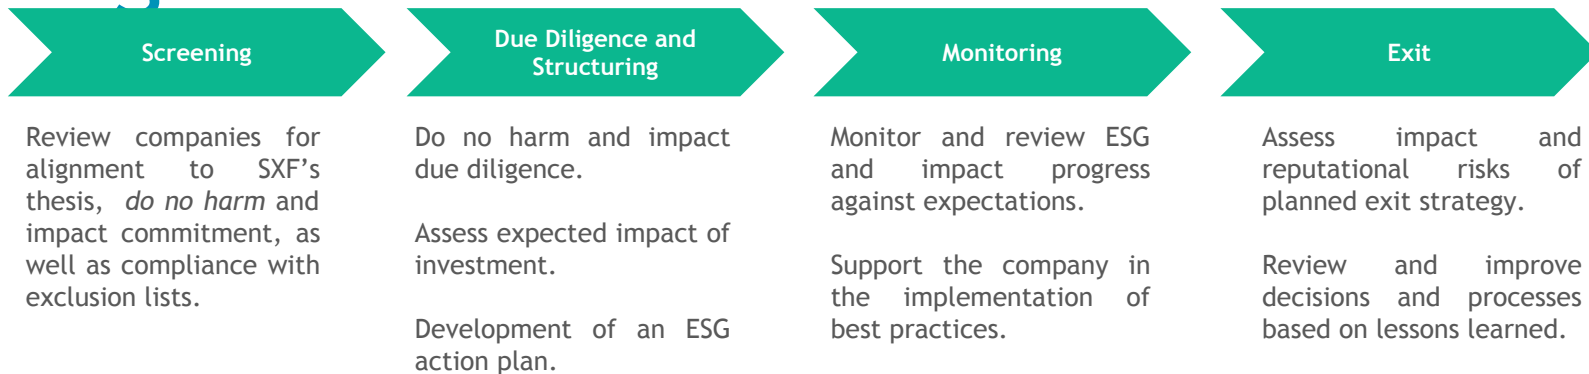 Screening
Review companies for
alignment to SXF’s
thesis, do no harm and
impact commitment, as
well as compliance with
exclusion lists.
Due Diligence and
Structuring
Do no harm and impact
due diligence.
Assess expected impact of
investment.
Development of an ESG
action plan.
Monitoring
Monitor and review ESG
and impact progress
against expectations.
Support the company in
the implementation of
best practices.
Exit
Assess impact and
reputational risks of
planned exit strategy.
Review and improve
decisions and processes
based on lessons learned.